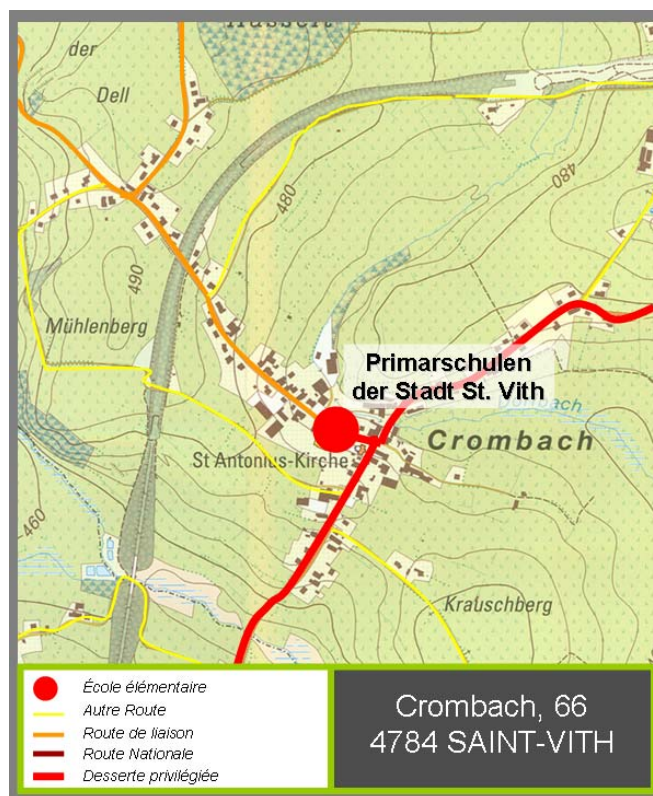 der
Dell
480
480
490
Mühlenberg
Primarschulen
der Stadt St. Vith
Crombach
St Antonius-Kirche
460
Krauschberg
École élémentaire
Autre Route
Route de liaison
Route Nationale
Desserte privilégiée
Crombach, 66
4784 SAINT-VITH